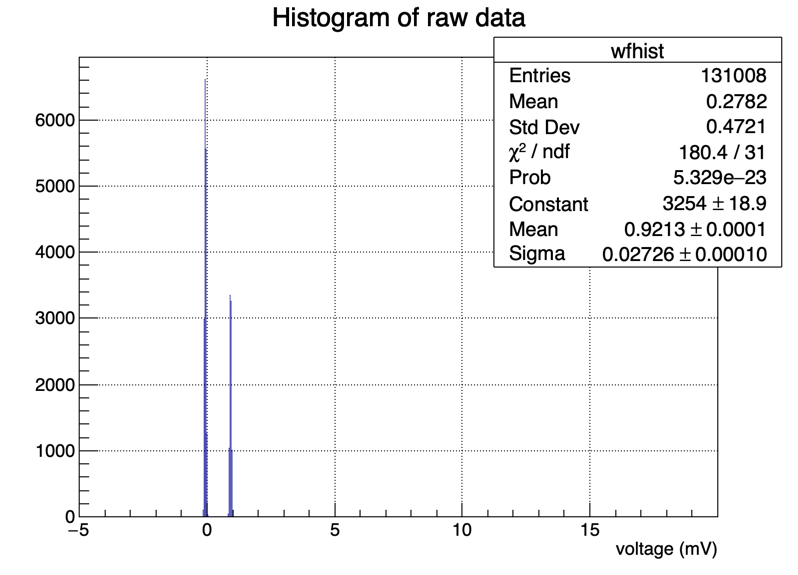 Histogram of raw data
wfhist
Entries 131008
Mean 0.2782
Std Dev 0.4721
χ² / ndf 180.4 / 31
Prob 5.329e−23
Constant 3254 ± 18.9
Mean 0.9213 ± 0.0001
Sigma 0.02726 ± 0.00010
6000
5000
4000
3000
2000
1000
0
−5 0 5 10 15
voltage (mV)